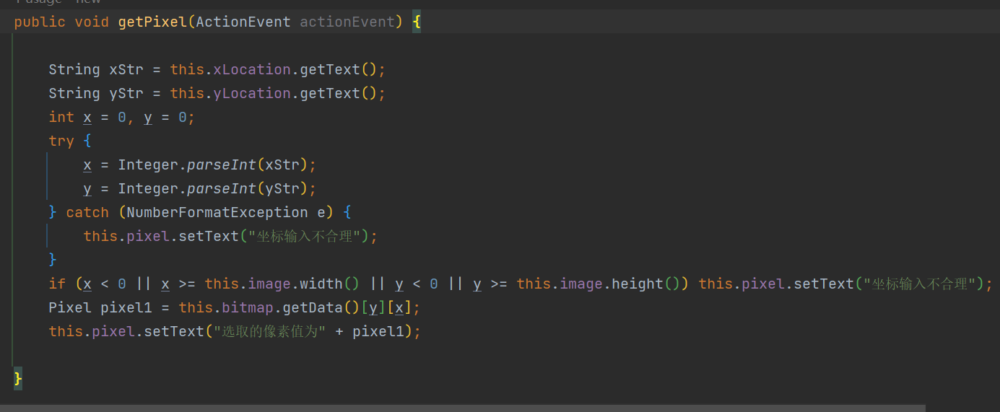 usage new
public void getPixel(ActionEvent actionEvent) {
String xStr = this.xLocation.getText();
String yStr = this.yLocation.getText();
int x = 0, y = 0;
try {
x = Integer.parseInt(xStr);
y = Integer.parseInt(yStr);
} catch (NumberFormatException e) {
this.pixel.setText("坐标输入不合理");
}
if (x < 0 || x >= this.image.width() || y < 0 || y >= this.image.height()) this.pixel.setText("坐标输入不合理");
Pixel pixel1 = this.bitmap.getData()[y][x];
this.pixel.setText("选取的像素值为" + pixel1);
}